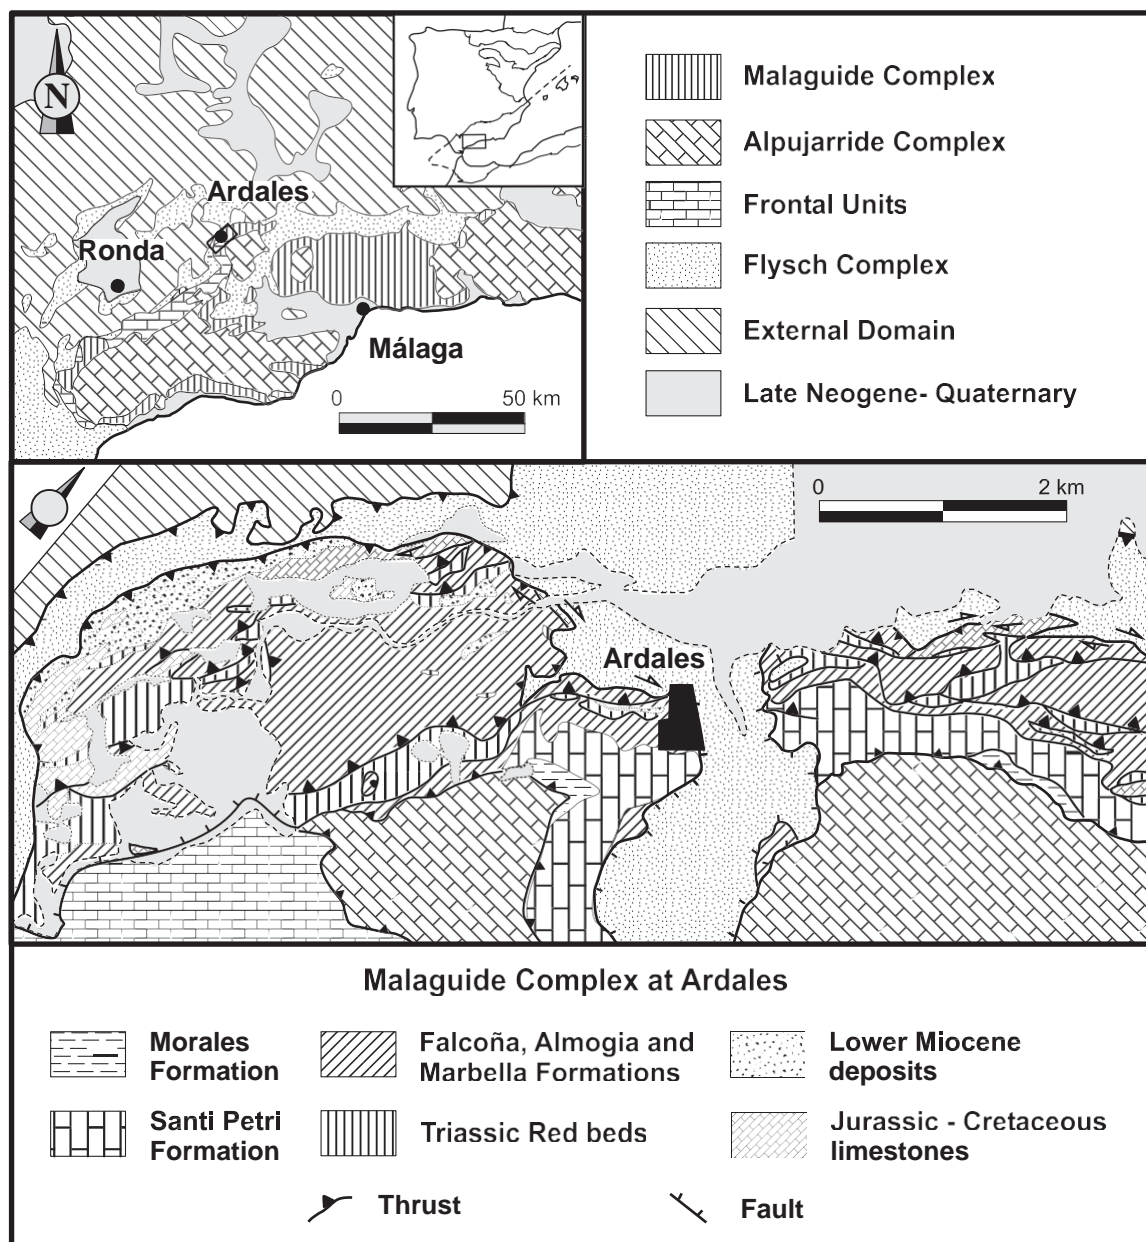 N
Ardales
Ronda
Málaga
0 50 km
Malaguide Complex
Alpujarride Complex
Frontal Units
Flysch Complex
External Domain
Late Neogene- Quaternary
0 2 km
Ardales
Malaguide Complex at Ardales
Morales
Formation
Falcoña, Almogia and
Marbella Formations
Lower Miocene
deposits
Santi Petri
Formation
Triassic Red beds
Jurassic - Cretaceous
limestones
Thrust
Fault